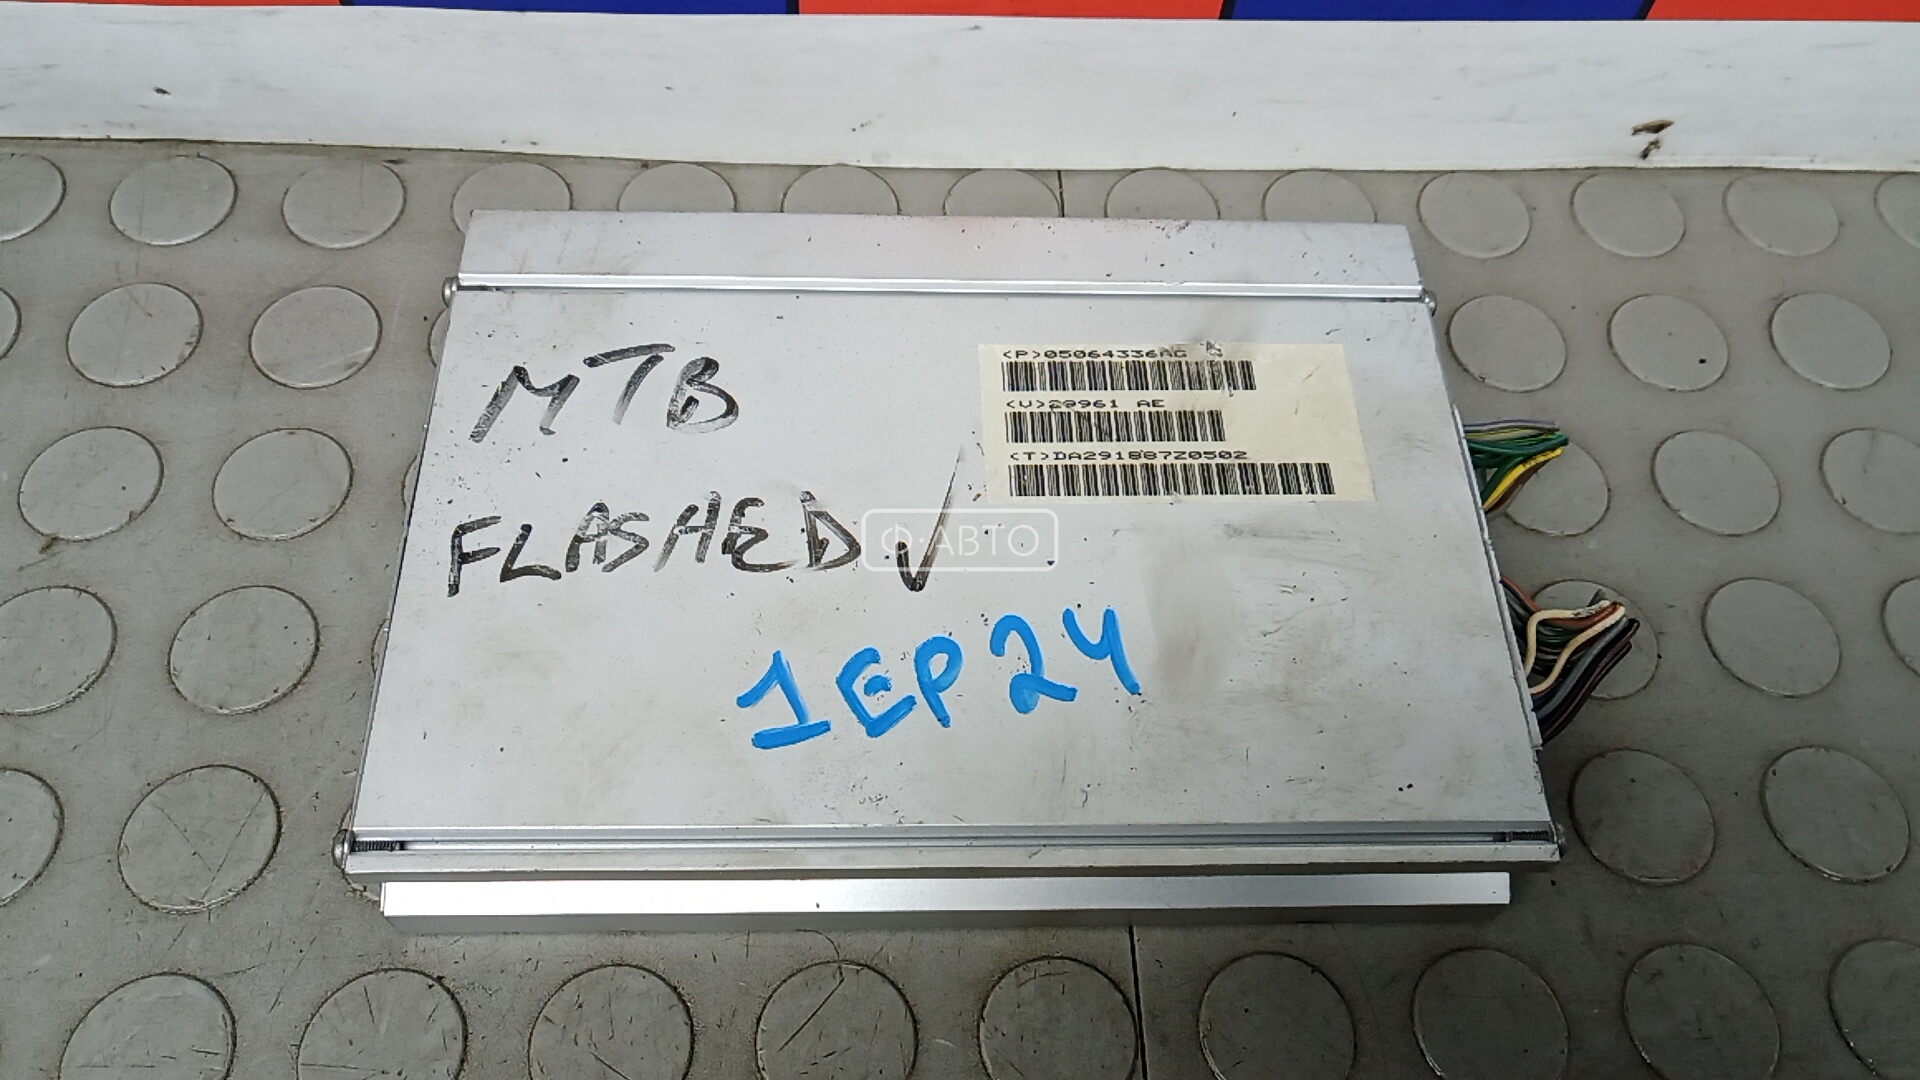 (P)05064336AG
(V)29961 AE
(T)DA291887Z0502
MTB
FLASHED √
Ф·АВТО
1EP24